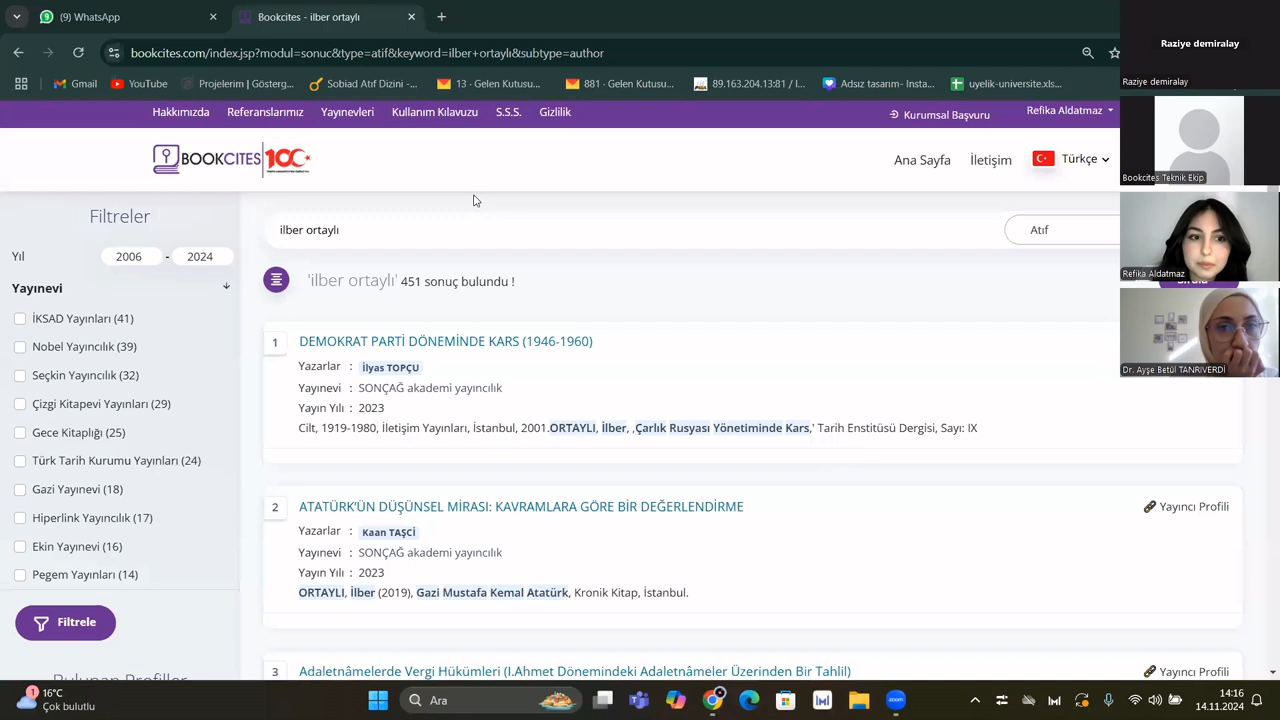 (9) WhatsApp
Bookcites - ilber ortaylı
bookcites.com/index.jsp?modul=sonuc&type=atif&keyword=ilber+ortaylı&subtype=author
Gmail
YouTube
Projelerim | Gösterg...
Sobiad Atıf Dizini -...
13 · Gelen Kutusu...
881 · Gelen Kutusu...
89.163.204.13:81 o...
Adsız tasarım- Insta...
uyelik-universite.xls...
Hakkımızda
Referanslarımız
Yayınevleri
Kullanım Kılavuzu
S.S.S.
Gizlilik
Kurumsal Başvuru
Refika Aldatmaz
BOOKCITES
100
Ana Sayfa
İletişim
Türkçe
Filtreler
Yıl
2006 - 2024
Yayınevi
İKSAD Yayınları (41)
Nobel Yayıncılık (39)
Seçkin Yayıncılık (32)
Çizgi Kitapevi Yayınları (29)
Gece Kitaplığı (25)
Türk Tarih Kurumu Yayınları (24)
Gazi Yayınevi (18)
Hiperlink Yayıncılık (17)
Ekin Yayınevi (16)
Pegem Yayınları (14)
Filtrele
Bulunan Profiller
ilber ortaylı
Atıf
'ilber ortaylı' 451 sonuç bulundu !
1
DEMOKRAT PARTİ DÖNEMİNDE KARS (1946-1960)
Yazarlar : İlyas TOPÇU
Yayınevi : SONÇAĞ akademi yayıncılık
Yayın Yılı : 2023
Cilt, 1919-1980, İletişim Yayınları, İstanbul, 2001.ORTAYLI, İlber, ,Çarlık Rusyası Yönetiminde Kars,' Tarih Enstitüsü Dergisi, Sayı: IX
2
ATATÜRK'ÜN DÜŞÜNSEL MİRASI: KAVRAMLARA GÖRE BİR DEĞERLENDİRME
Yayıncı Profili
Yazarlar : Kaan TAŞCİ
Yayınevi : SONÇAĞ akademi yayıncılık
Yayın Yılı : 2023
ORTAYLI, İlber (2019), Gazi Mustafa Kemal Atatürk, Kronik Kitap, İstanbul.
3
Adaletnâmelerde Vergi Hükümleri (I.Ahmet Dönemindeki Adaletnâmeler Üzerinden Bir Tahlil)
Yayıncı Profili
Raziye demiralay
Raziye demiralay
Bookcites Teknik Ekip
Refika Aldatmaz
Dr. Ayşe Betül TANRIVERDİ
1
16°C
Çok bulutlu
Ara
zoom
14:16
14.11.2024